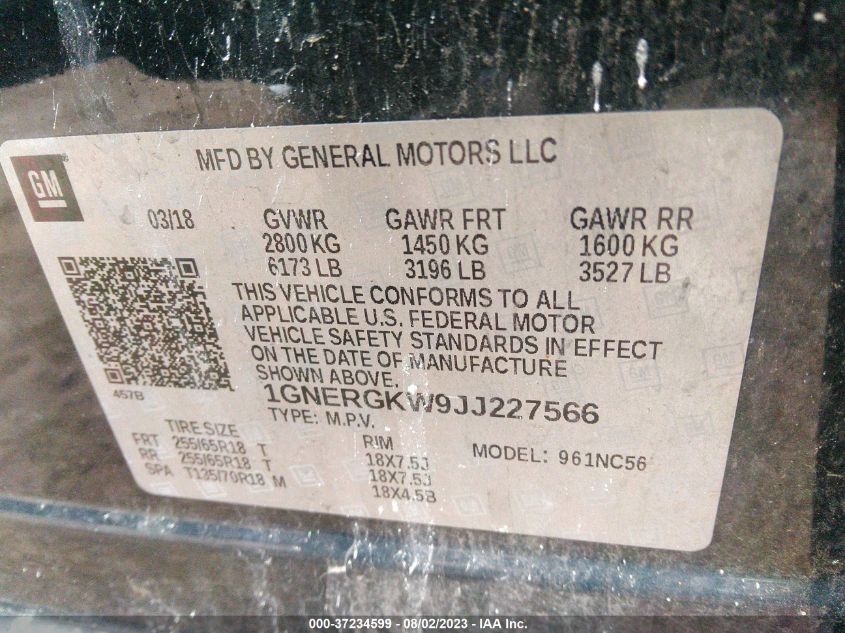 MFD BY GENERAL MOTORS LLC
GM
03/18 GVWR GAWR FRT GAWR RR
2800 KG 1450 KG 1600 KG
6173 LB 3196 LB 3527 LB
THIS VEHICLE CONFORMS TO ALL
APPLICABLE U.S. FEDERAL MOTOR
VEHICLE SAFETY STANDARDS IN EFFECT
ON THE DATE OF MANUFACTURE
SHOWN ABOVE.
457B
1GNERGKW9JJ227566
TYPE: M.P.V.
TIRE SIZE RIM MODEL: 961NC56
FRT 255/65R18 T 18X7.5J
RR 255/65R18 T 18X7.5J
SPA T135/70R18 M 18X4.5B
000-37234599 - 08/02/2023 - IAA Inc.